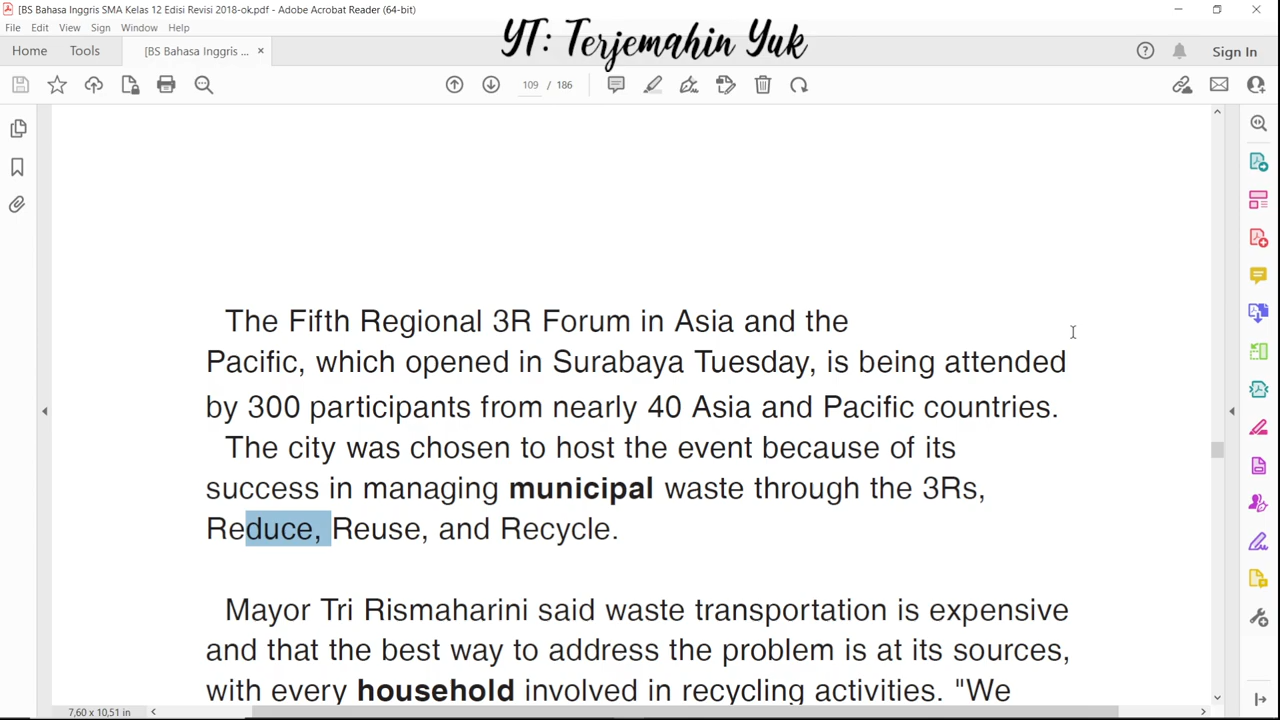 [BS Bahasa Inggris SMA Kelas 12 Edisi Revisi 2018-ok.pdf - Adobe Acrobat Reader (64-bit)
File Edit View Sign Window Help
YT: Terjemahin Yuk
Home Tools [BS Bahasa Inggris ... × Sign In
109 / 186
The Fifth Regional 3R Forum in Asia and the
Pacific, which opened in Surabaya Tuesday, is being attended
by 300 participants from nearly 40 Asia and Pacific countries.
The city was chosen to host the event because of its
success in managing municipal waste through the 3Rs,
Reduce, Reuse, and Recycle.
Mayor Tri Rismaharini said waste transportation is expensive
and that the best way to address the problem is at its sources,
with every household involved in recycling activities. "We
7,60 x 10,51 in